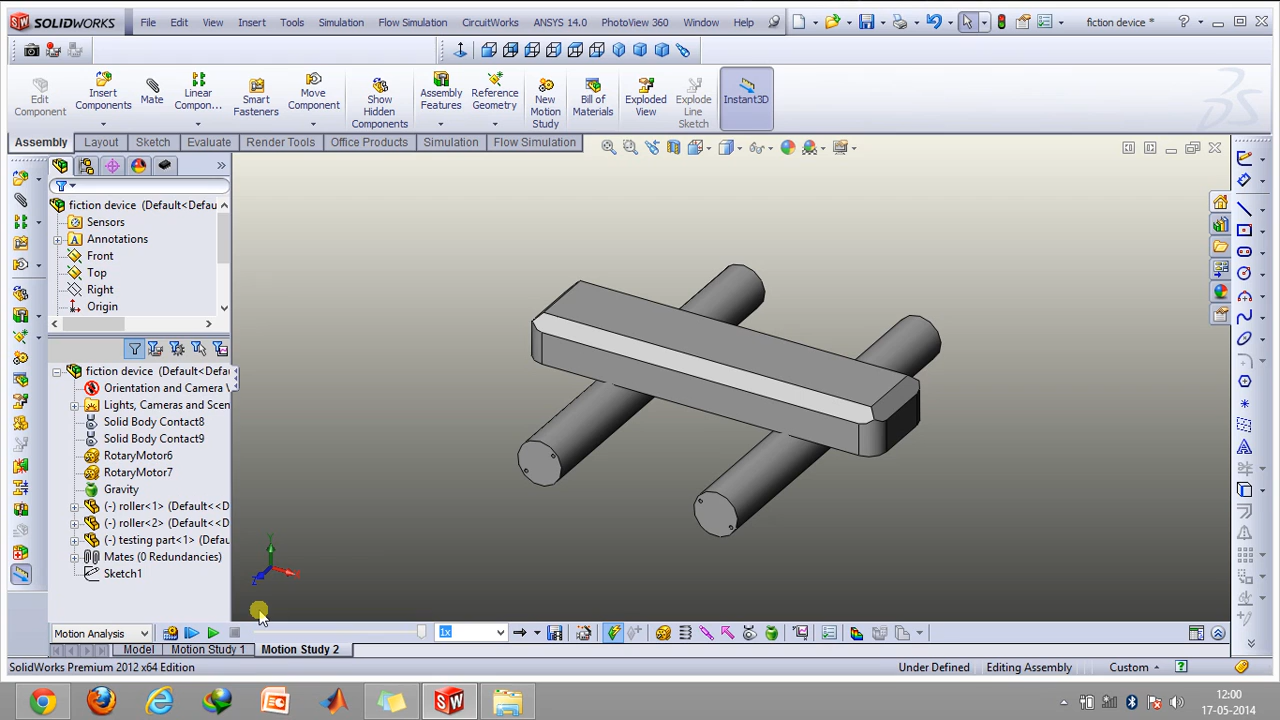 SOLIDWORKS File Edit View Insert Tools Simulation Flow Simulation CircuitWorks ANSYS 14.0 PhotoView 360 Window Help fiction device *
Edit Component
Insert Components
Mate
Linear Compon...
Smart Fasteners
Move Component
Show Hidden Components
Assembly Features
Reference Geometry
New Motion Study
Bill of Materials
Exploded View
Explode Line Sketch
Instant3D
Assembly Layout Sketch Evaluate Render Tools Office Products Simulation Flow Simulation
fiction device (Default<Defau
Sensors
Annotations
Front
Top
Right
Origin
fiction device (Default<Defau
Orientation and Camera
Lights, Cameras and Scen
Solid Body Contact8
Solid Body Contact9
RotaryMotor6
RotaryMotor7
Gravity
(-) roller<1> (Default<<D
(-) roller<2> (Default<<D
(-) testing part<1> (Defau
Mates (0 Redundancies)
Sketch1
Y
X
Z
Motion Analysis 1x
Model Motion Study 1 Motion Study 2
SolidWorks Premium 2012 x64 Edition Under Defined Editing Assembly Custom
12:00
17-05-2014